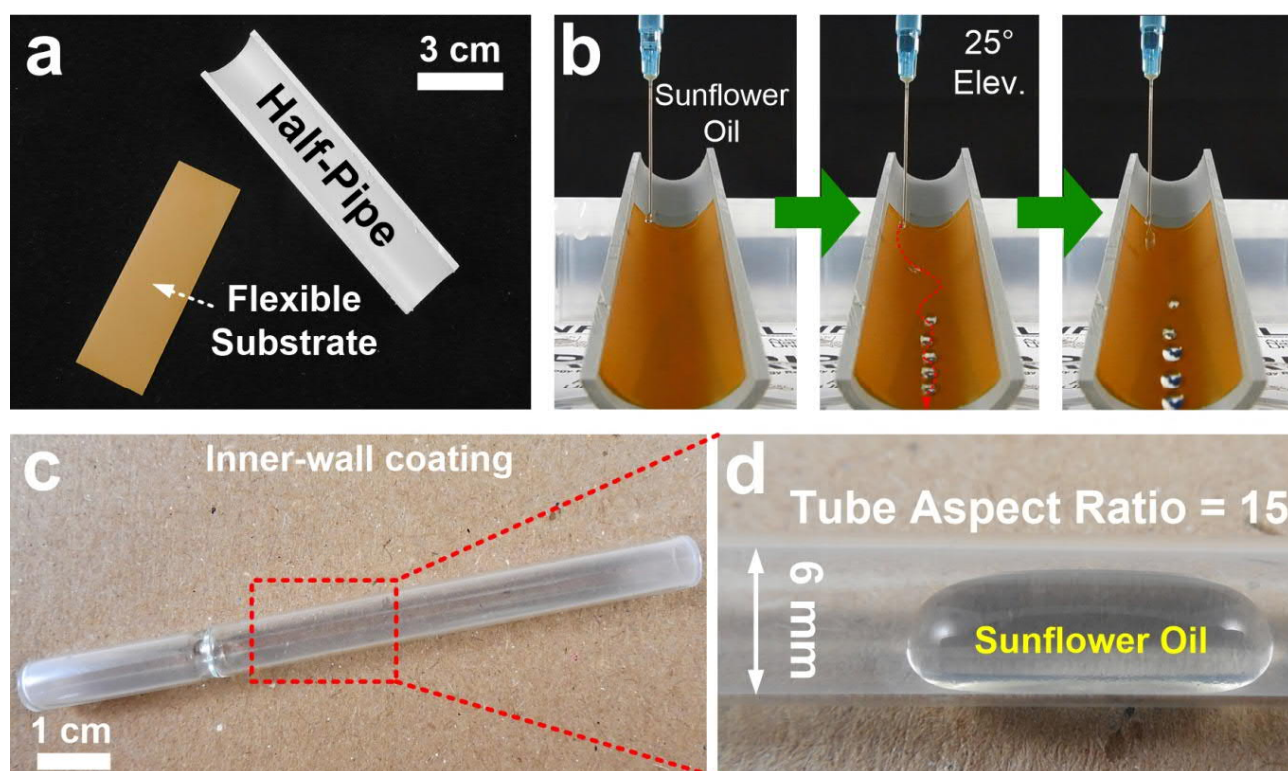 a
3 cm
Half-Pipe
Flexible
Substrate
b
Sunflower
Oil
25°
Elev.
c
Inner-wall coating
1 cm
d
Tube Aspect Ratio = 15
6 mm
Sunflower Oil